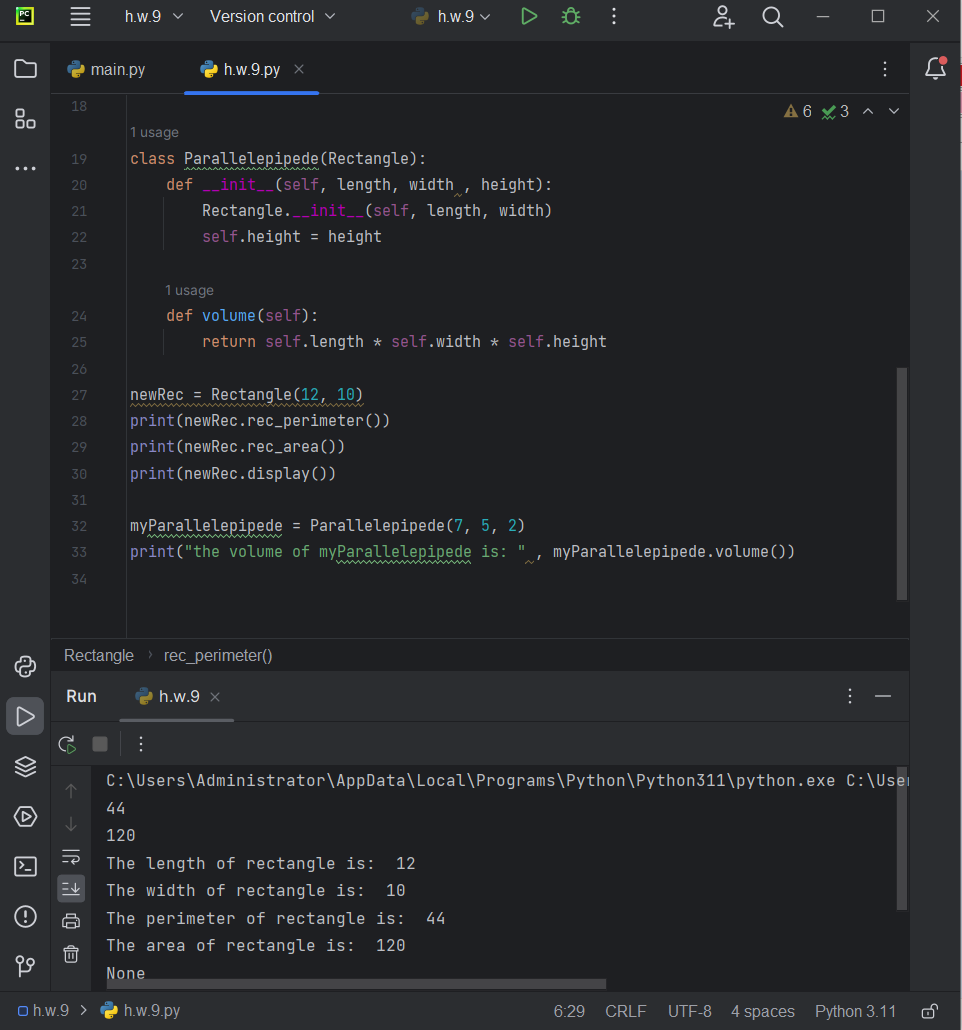 PC h.w.9 Version control h.w.9
main.py h.w.9.py
18 6 3
1 usage
19 class Parallelepipede(Rectangle):
20 def __init__(self, length, width , height):
21 Rectangle.__init__(self, length, width)
22 self.height = height
23
1 usage
24 def volume(self):
25 return self.length * self.width * self.height
26
27 newRec = Rectangle(12, 10)
28 print(newRec.rec_perimeter())
29 print(newRec.rec_area())
30 print(newRec.display())
31
32 myParallelepipede = Parallelepipede(7, 5, 2)
33 print("the volume of myParallelepipede is: " , myParallelepipede.volume())
34
Rectangle › rec_perimeter()
Run h.w.9
C:\Users\Administrator\AppData\Local\Programs\Python\Python311\python.exe C:\User
44
120
The length of rectangle is:  12
The width of rectangle is:  10
The perimeter of rectangle is:  44
The area of rectangle is:  120
None
h.w.9 > h.w.9.py 6:29 CRLF UTF-8 4 spaces Python 3.11